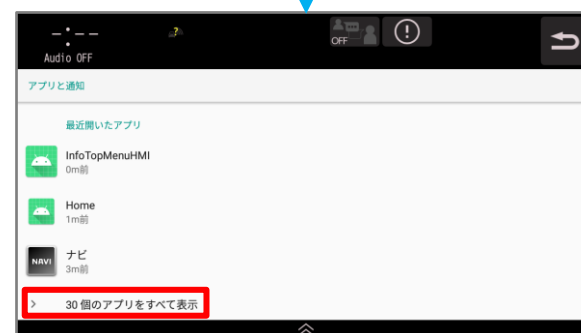 --:--
?
OFF
!
Audio OFF
アプリと通知
最近開いたアプリ
InfoTopMenuHMI
0m前
Home
1m前
NAVI
ナビ
3m前
30 個のアプリをすべて表示